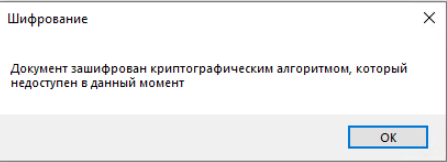 Шифрование
Документ зашифрован криптографическим алгоритмом, который
недоступен в данный момент
OK